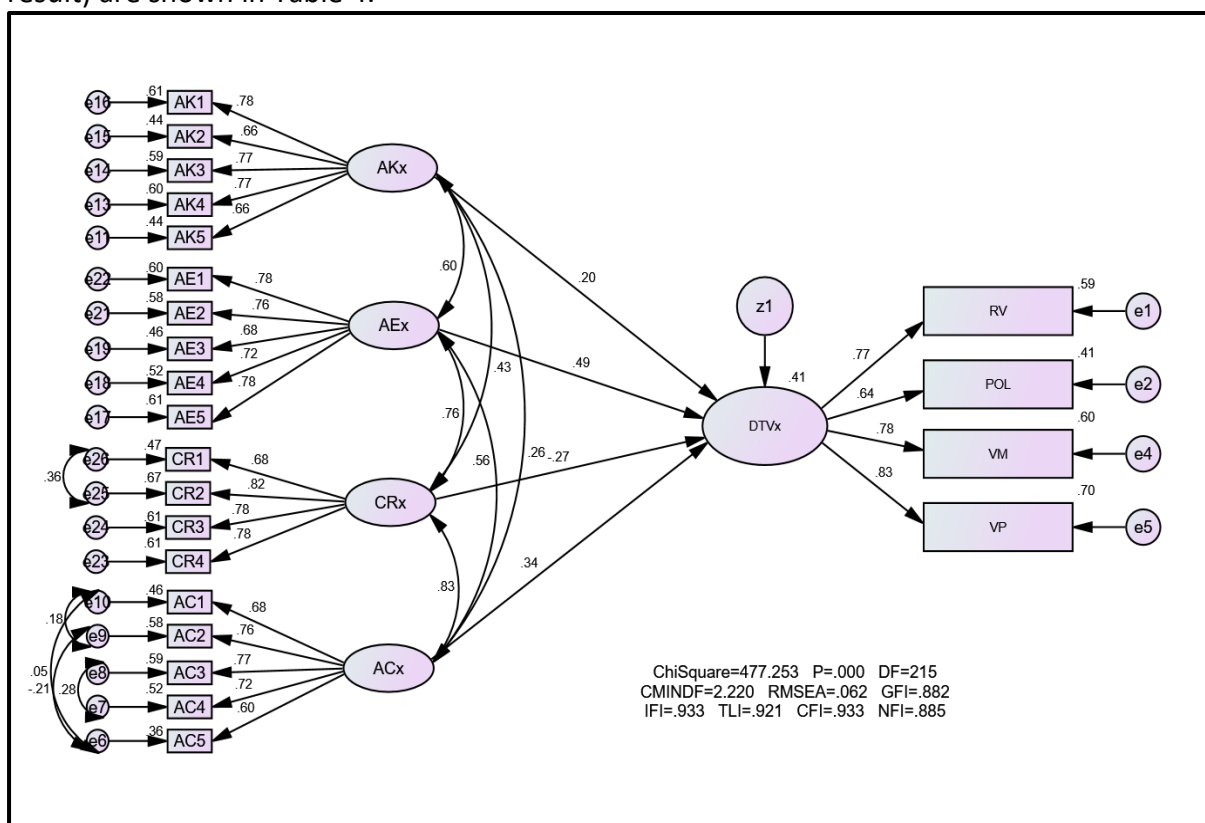 result) are shown in Table 4.
.61
e16 AK1 .78
.44
e15 AK2 .66
.59
e14 AK3 .77
AKx
.60
e13 AK4 .77
.44
e11 AK5 .66
.60
e22 AE1 .78
.58
e21 AE2 .76
.46
e19 AE3 .68
AEx
.52
e18 AE4 .72
.61
e17 AE5 .78
.47
e26 CR1 .68
.36
.67
e25 CR2 .82
CRx
.61
e24 CR3 .78
.61
e23 CR4 .78
.46
e10 AC1 .68
.18
.58
e9 AC2 .76
.05
.59
e8 AC3 .77
ACx
-.21
.28
.52
e7 AC4 .72
.36
e6 AC5 .60
.60
.43
.76
.56
.26
.83
.20
.49
-.27
.34
z1
.41
DTVx
.77
.64
.78
.83
.59
RV e1
.41
POL e2
.60
VM e4
.70
VP e5
ChiSquare=477.253 P=.000 DF=215
CMINDF=2.220 RMSEA=.062 GFI=.882
IFI=.933 TLI=.921 CFI=.933 NFI=.885